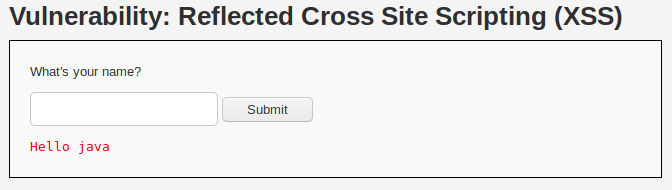 Vulnerability: Reflected Cross Site Scripting (XSS)
What's your name?
Submit
Hello java